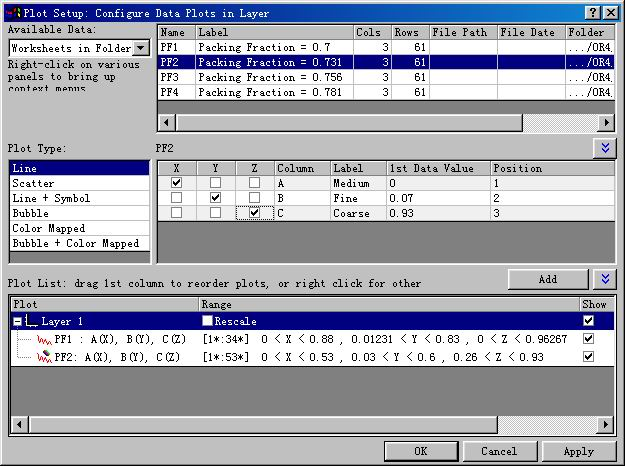 Plot Setup: Configure Data Plots in Layer
Available Data:
Worksheets in Folder
Right-click on various
panels to bring up
context menus
Name Label Cols Rows File Path File Date Folder
PF1 Packing Fraction = 0.7 3 61 .../OR4
PF2 Packing Fraction = 0.731 3 61 .../OR4
PF3 Packing Fraction = 0.756 3 61 .../OR4
PF4 Packing Fraction = 0.781 3 61 .../OR4
Plot Type:
PF2
Line
Scatter
Line + Symbol
Bubble
Color Mapped
Bubble + Color Mapped
X Y Z Column Label 1st Data Value Position
A Medium 0 1
B Fine 0.07 2
C Coarse 0.93 3
Plot List: drag 1st column to reorder plots, or right click for other
Add
Plot Range Show
Layer 1 Rescale
PF1 : A(X), B(Y), C(Z) [1*:34*] 0 < X < 0.88 , 0.01231 < Y < 0.83 , 0 < Z < 0.96267
PF2: A(X), B(Y), C(Z) [1*:53*] 0 < X < 0.53 , 0.03 < Y < 0.6 , 0.26 < Z < 0.93
OK Cancel Apply